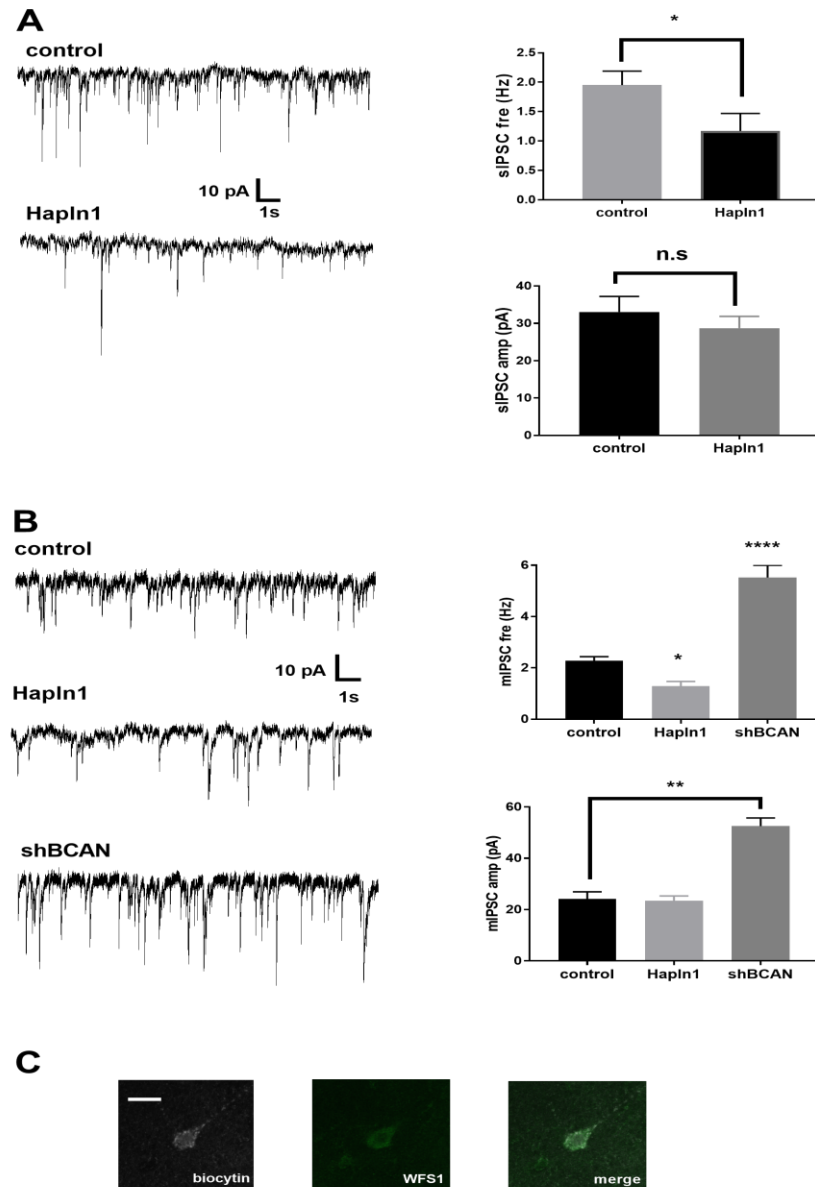 A
control
10 pA
1s
Hapln1
*
sIPSC fre (Hz)
2.5
2.0
1.5
1.0
0.5
0.0
control Hapln1
n.s
sIPSC amp (pA)
40
30
20
10
0
control Hapln1
B
control
10 pA
1s
Hapln1
shBCAN
****
*
mIPSC fre (Hz)
6
4
2
0
control Hapln1 shBCAN
**
mIPSC amp (pA)
60
40
20
0
control Hapln1 shBCAN
C
biocytin WFS1 merge